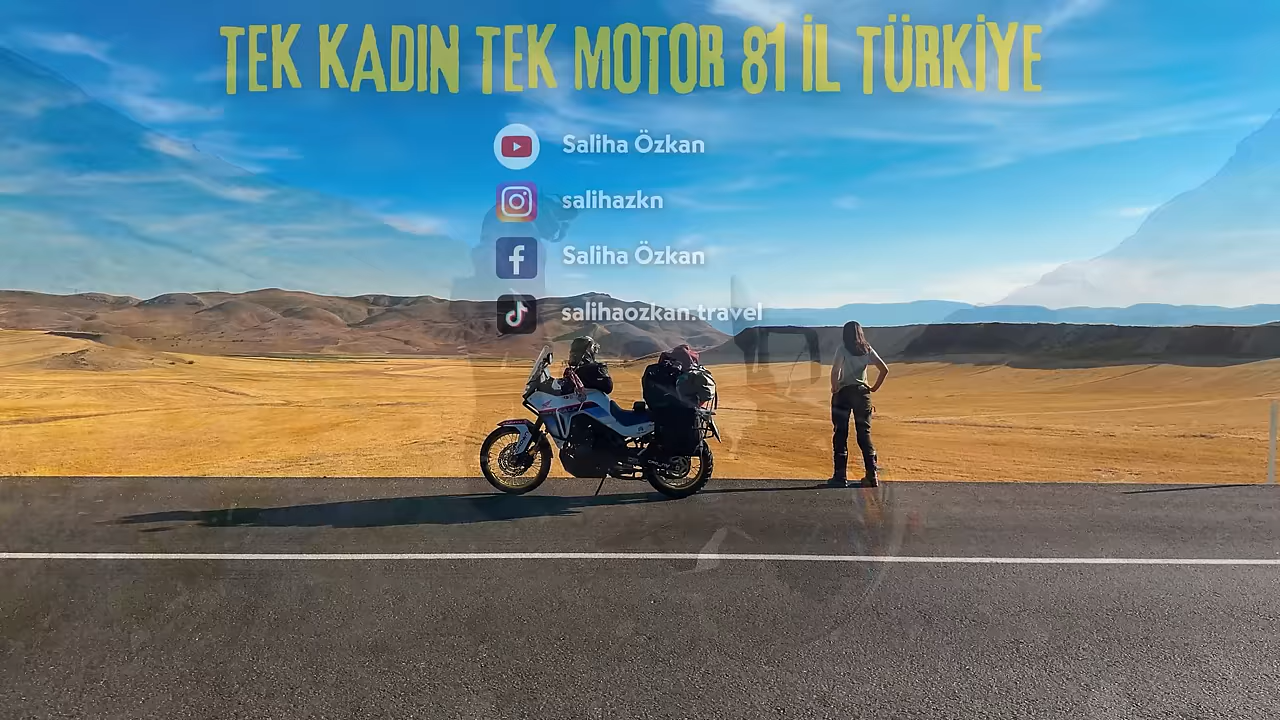 TEK KADIN TEK MOTOR 81 İL TÜRKİYE
Saliha Özkan
salihazkn
Saliha Özkan
salihaozkan.travel